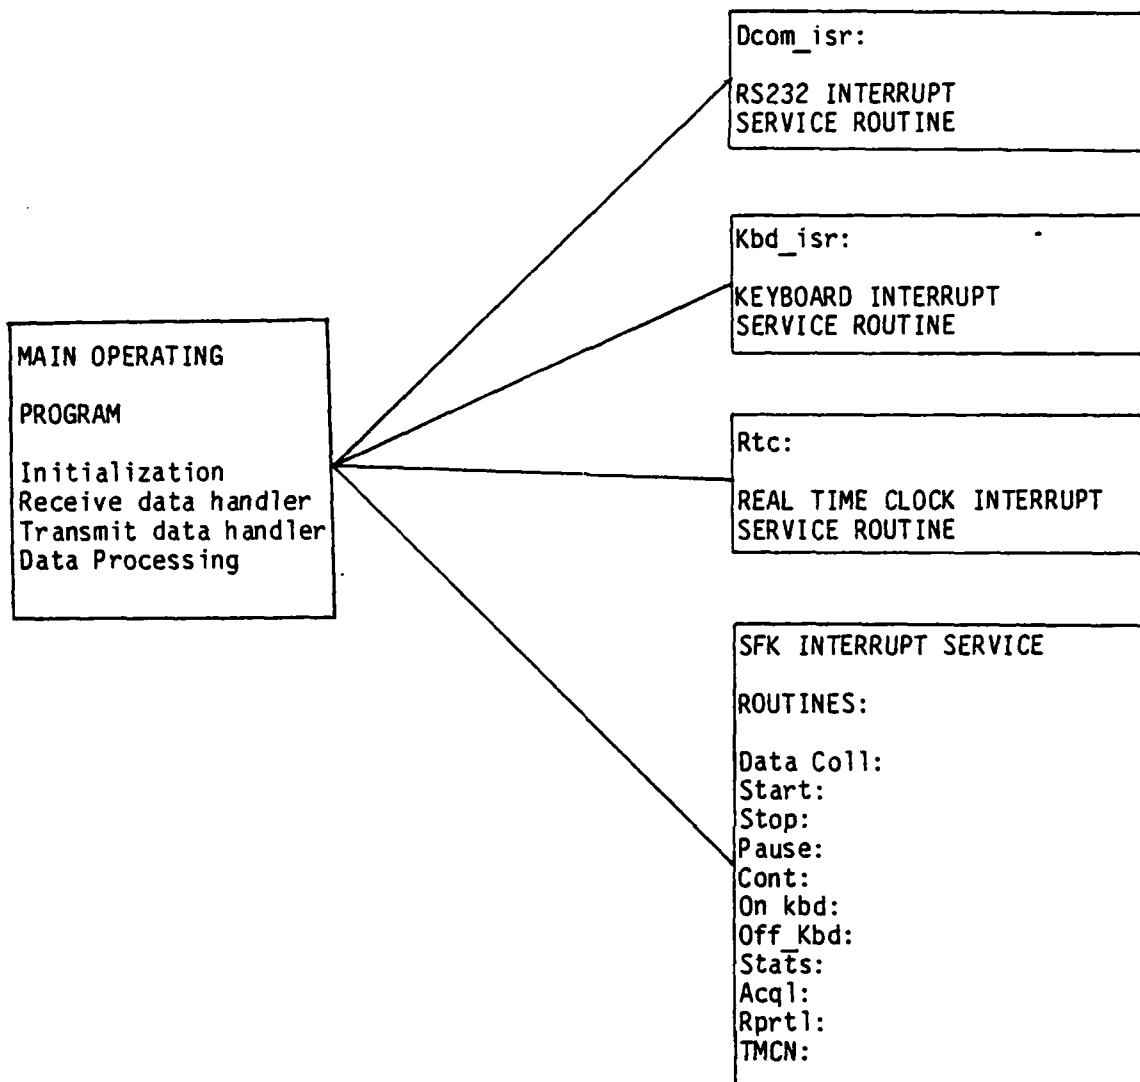 MAIN OPERATING
PROGRAM
Initialization
Receive data handler
Transmit data handler
Data Processing
Dcom_isr:
RS232 INTERRUPT
SERVICE ROUTINE
Kbd_isr:
KEYBOARD INTERRUPT
SERVICE ROUTINE
Rtc:
REAL TIME CLOCK INTERRUPT
SERVICE ROUTINE
SFK INTERRUPT SERVICE
ROUTINES:
Data Coll:
Start:
Stop:
Pause:
Cont:
On kbd:
Off_Kbd:
Stats:
Acql:
Rprtl:
TMCN: